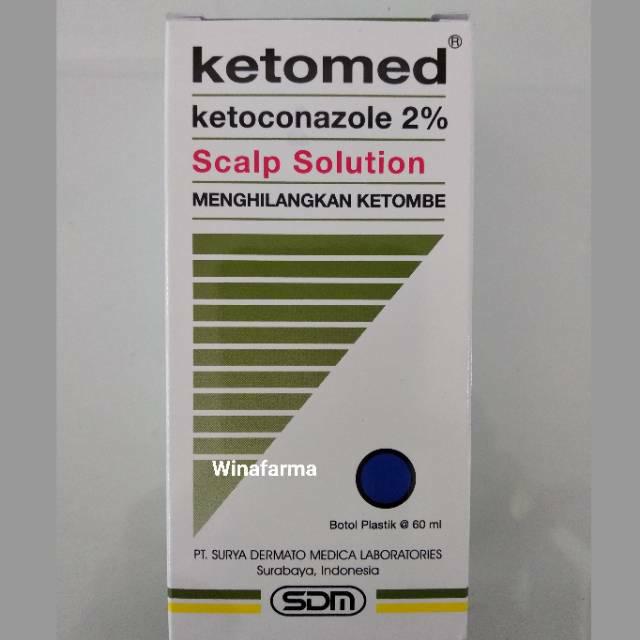 ketomed®
ketoconazole 2%
Scalp Solution
MENGHILANGKAN KETOMBE
Winafarma
Botol Plastik @ 60 ml
PT. SURYA DERMATO MEDICA LABORATORIES
Surabaya, Indonesia
SDM